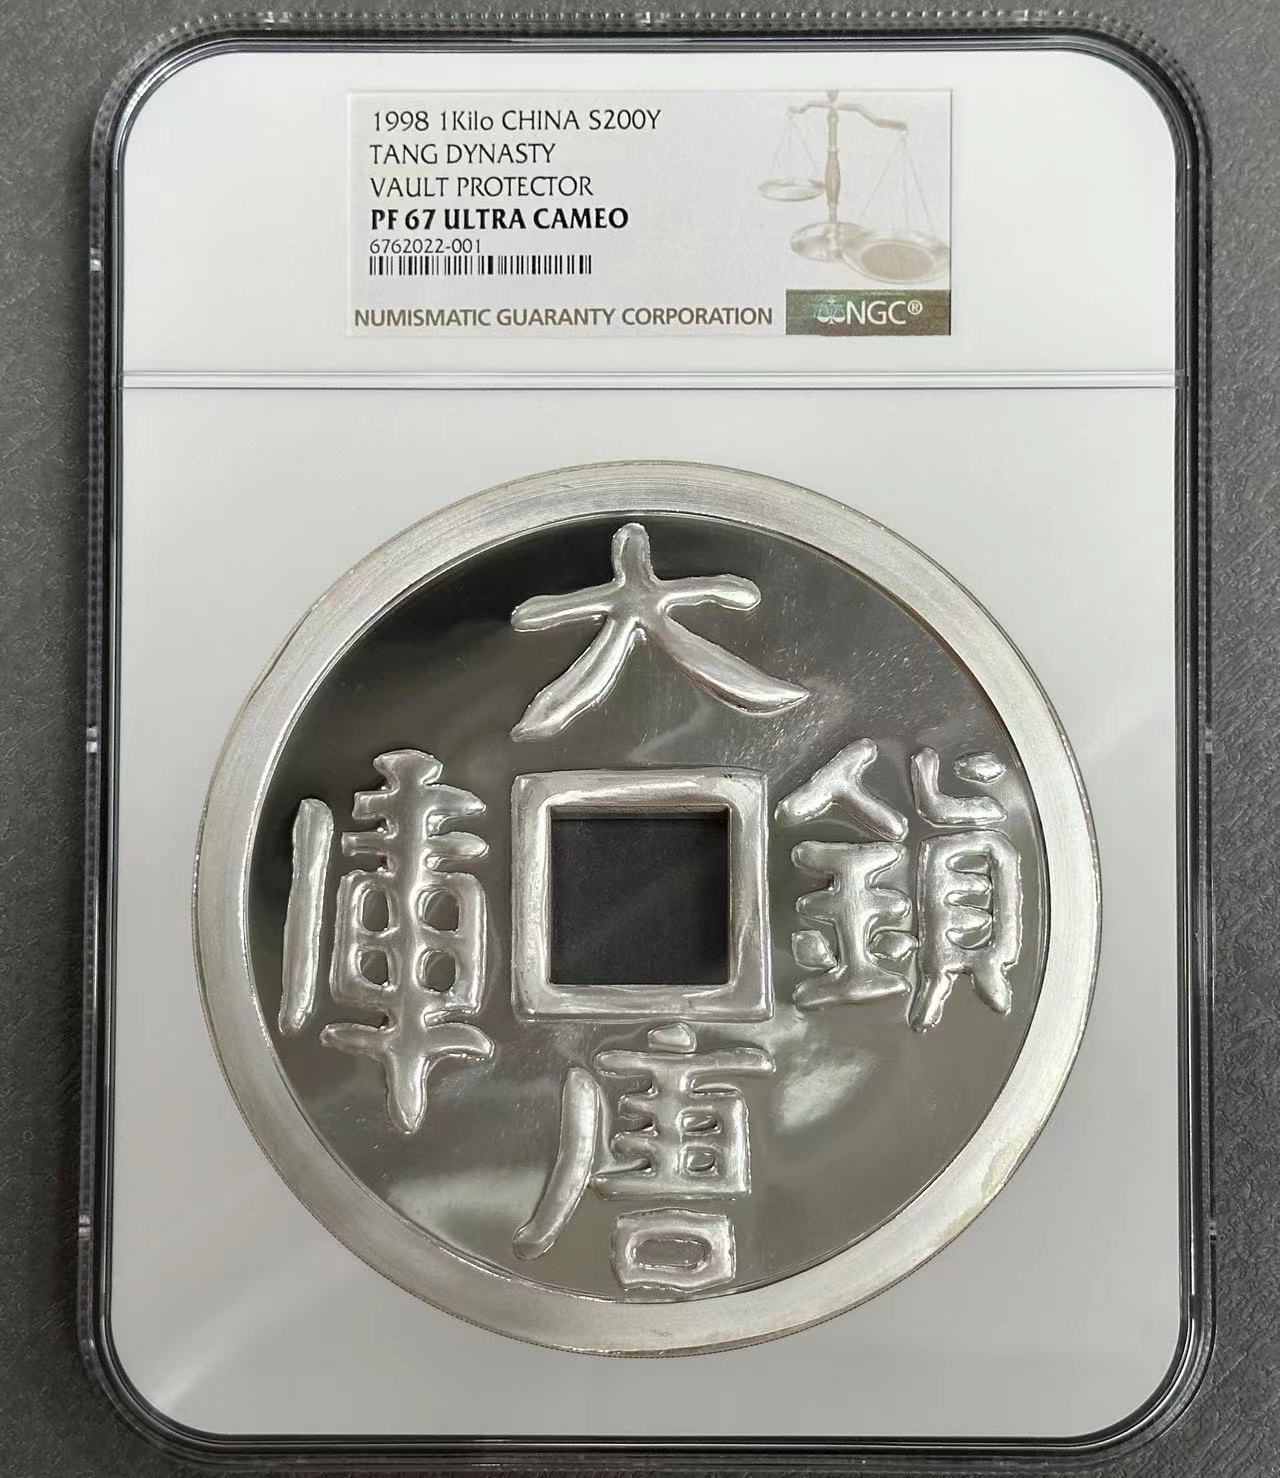 1998 1Kilo CHINA S200Y
TANG DYNASTY
VAULT PROTECTOR
PF 67 ULTRA CAMEO
6762022-001
NUMISMATIC GUARANTY CORPORATION
NGC®
大
唐
鎮
庫